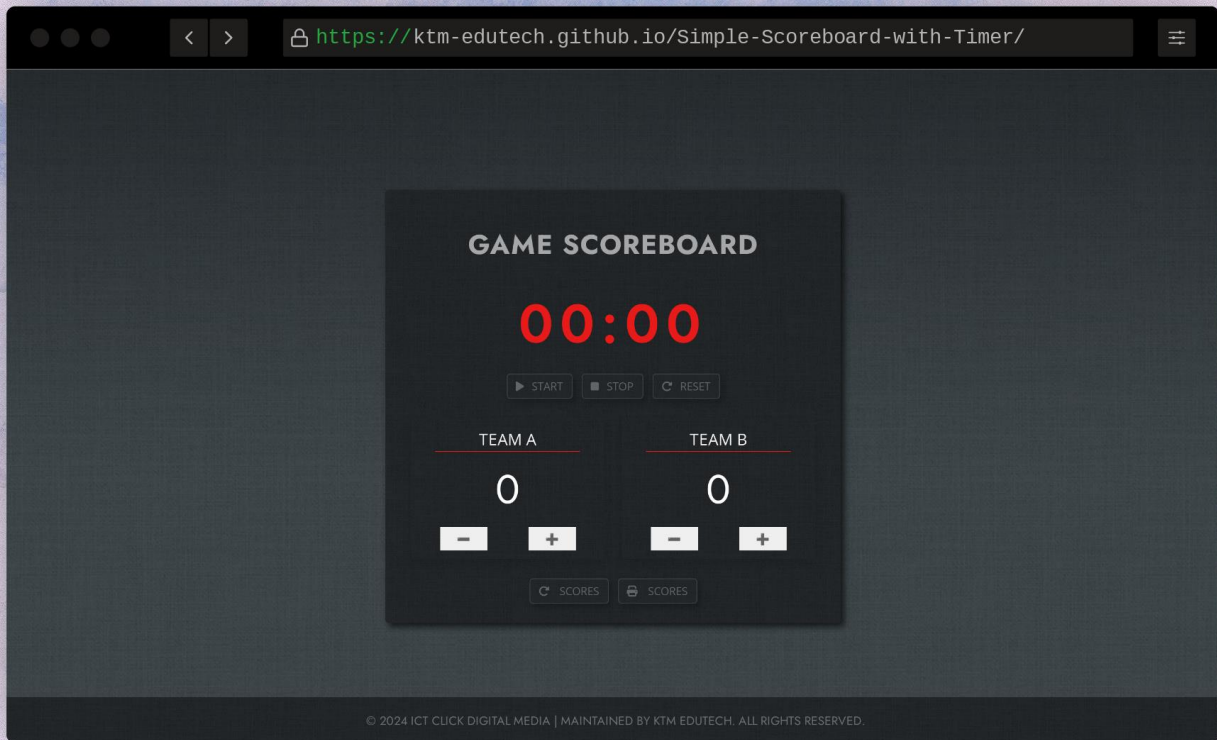 https://ktm-edutech.github.io/Simple-Scoreboard-with-Timer/
GAME SCOREBOARD
00:00
START STOP RESET
TEAM A TEAM B
0 0
− + − +
SCORES SCORES
© 2024 ICT CLICK DIGITAL MEDIA | MAINTAINED BY KTM EDUTECH. ALL RIGHTS RESERVED.